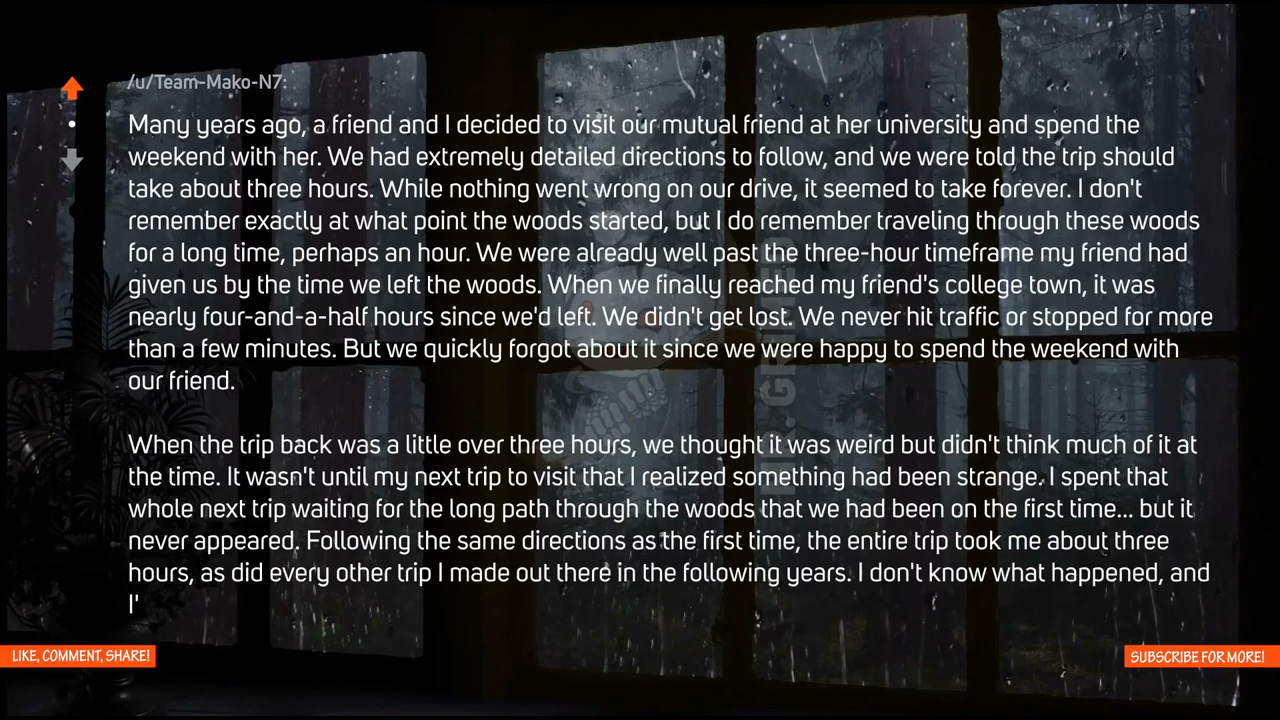 /u/Team-Mako-N7:
Many years ago, a friend and I decided to visit our mutual friend at her university and spend the
weekend with her. We had extremely detailed directions to follow, and we were told the trip should
take about three hours. While nothing went wrong on our drive, it seemed to take forever. I don't
remember exactly at what point the woods started, but I do remember traveling through these woods
for a long time, perhaps an hour. We were already well past the three-hour timeframe my friend had
given us by the time we left the woods. When we finally reached my friend's college town, it was
nearly four-and-a-half hours since we'd left. We didn't get lost. We never hit traffic or stopped for more
than a few minutes. But we quickly forgot about it since we were happy to spend the weekend with
our friend.
When the trip back was a little over three hours, we thought it was weird but didn't think much of it at
the time. It wasn't until my next trip to visit that I realized something had been strange. I spent that
whole next trip waiting for the long path through the woods that we had been on the first time... but it
never appeared. Following the same directions as the first time, the entire trip took me about three
hours, as did every other trip I made out there in the following years. I don't know what happened, and
I'
LIKE, COMMENT, SHARE!
SUBSCRIBE FOR MORE!